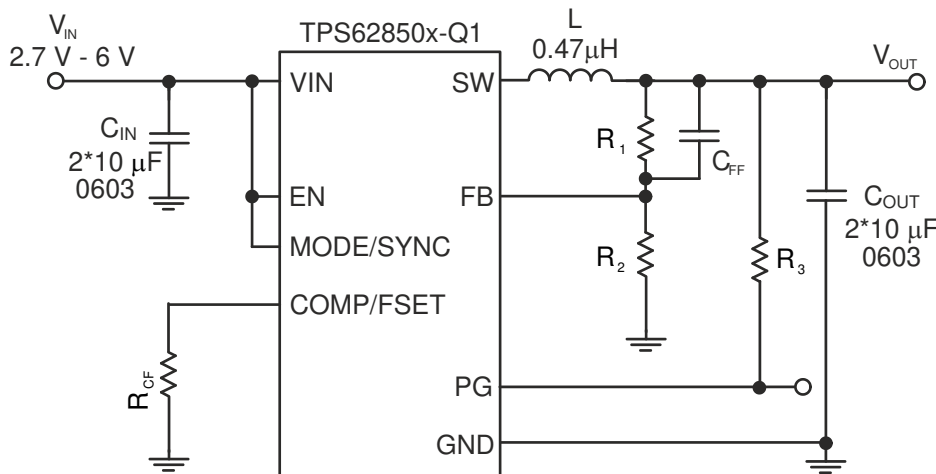 TPS62850x-Q1
V_IN
2.7 V - 6 V
L
0.47μH
V_OUT
VIN
SW
C_IN
2*10 μF
0603
R_1
C_FF
EN
FB
C_OUT
2*10 μF
0603
MODE/SYNC
R_2
R_3
COMP/FSET
R_CF
PG
GND